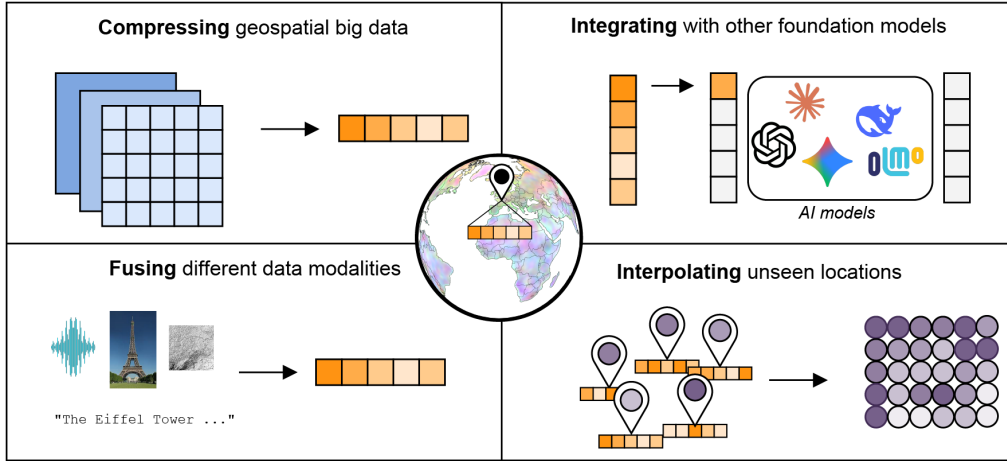 Compressing geospatial big data
Integrating with other foundation models
olmo
AI models
Fusing different data modalities
"The Eiffel Tower ..."
Interpolating unseen locations